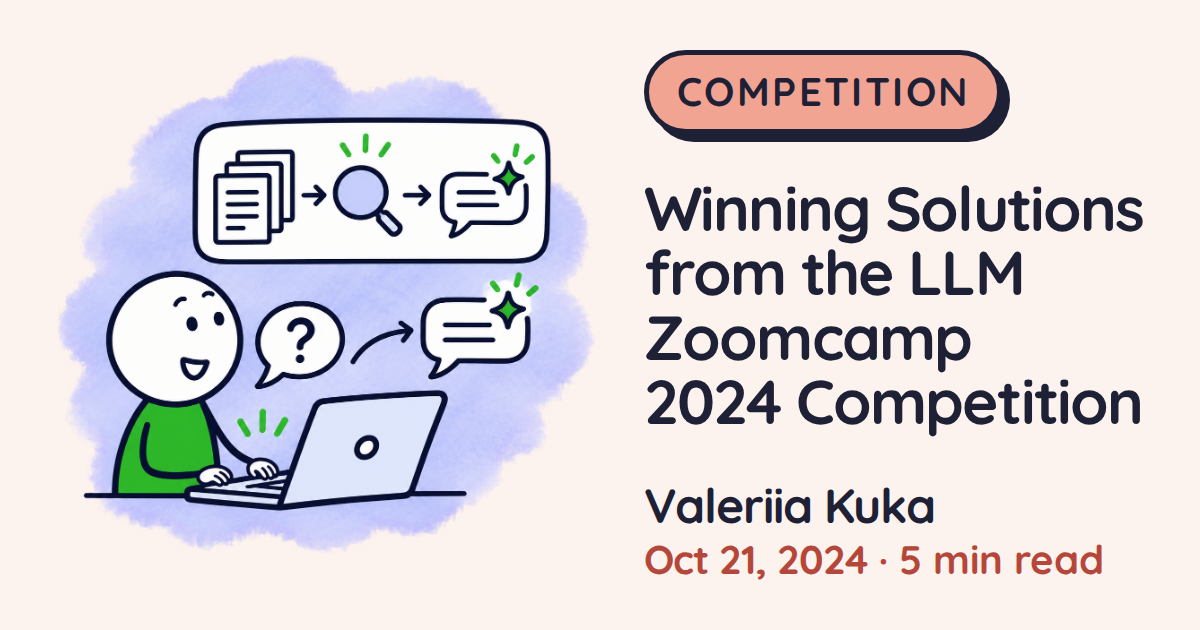 ?
COMPETITION
Winning Solutions
from the LLM
Zoomcamp
2024 Competition
Valeriia Kuka
Oct 21, 2024 · 5 min read